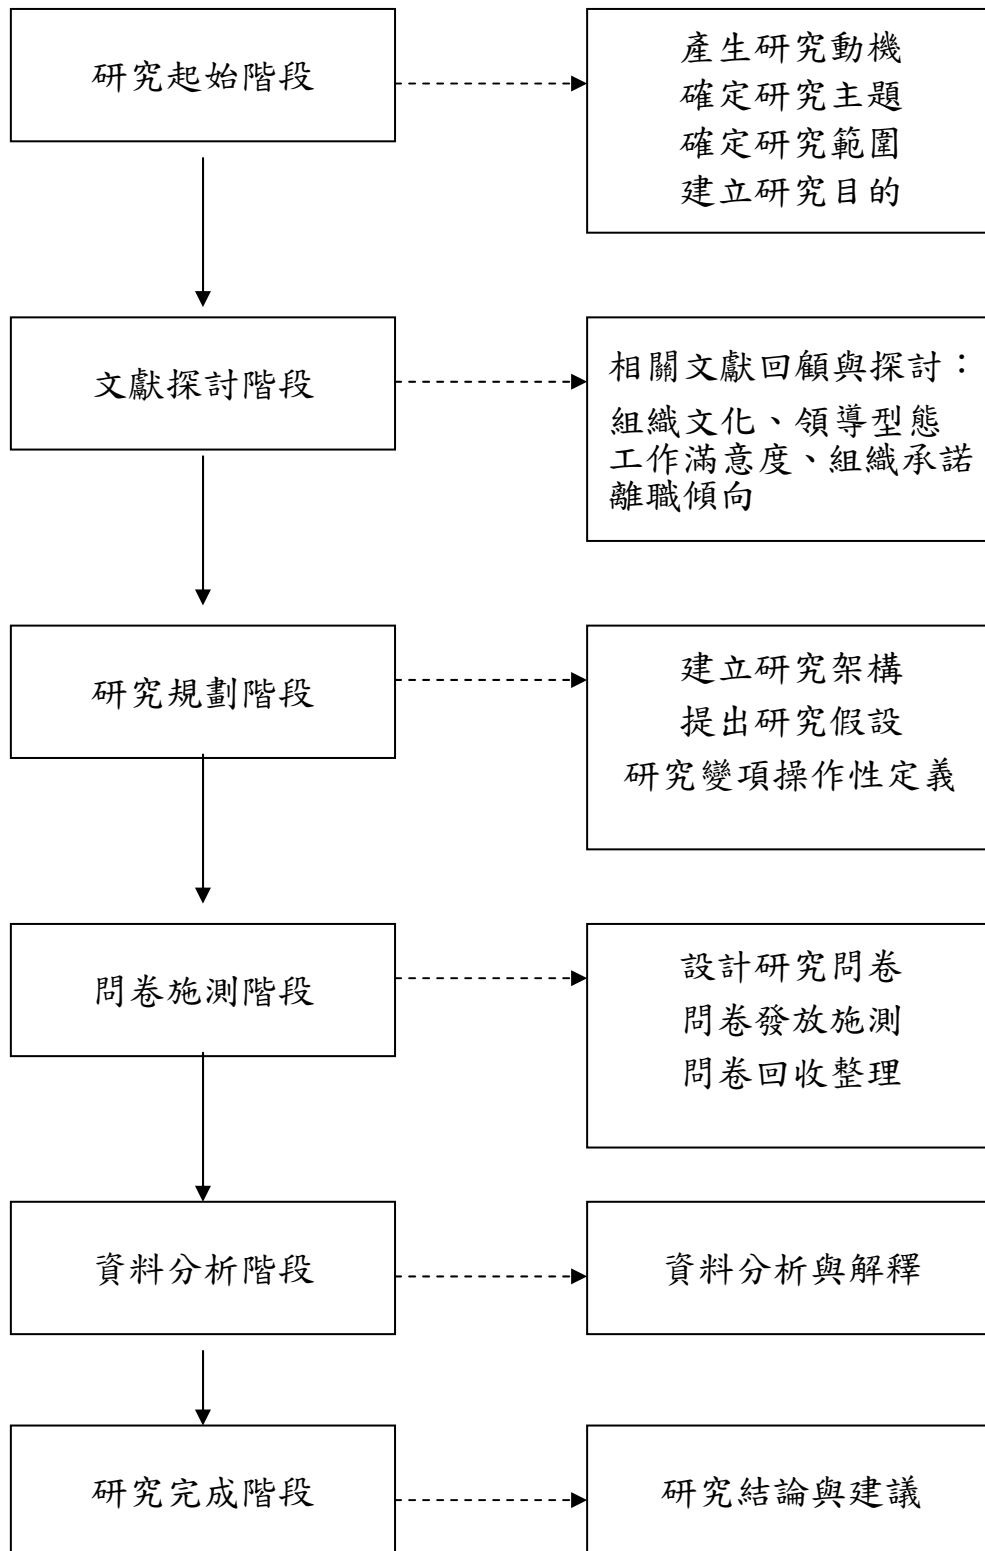 研究起始階段
產生研究動機
確定研究主題
確定研究範圍
建立研究目的
文獻探討階段
相關文獻回顧與探討：
組織文化、領導型態
工作滿意度、組織承諾
離職傾向
研究規劃階段
建立研究架構
提出研究假設
研究變項操作性定義
問卷施測階段
設計研究問卷
問卷發放施測
問卷回收整理
資料分析階段
資料分析與解釋
研究完成階段
研究結論與建議